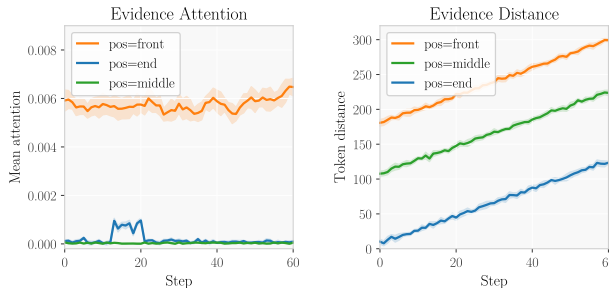 Evidence Attention
0.008
0.006
0.004
0.002
0.000
Mean attention
pos=front
pos=end
pos=middle
0 20 40 60
Step
Evidence Distance
300
250
200
150
100
50
0
Token distance
pos=front
pos=middle
pos=end
0 20 40 60
Step